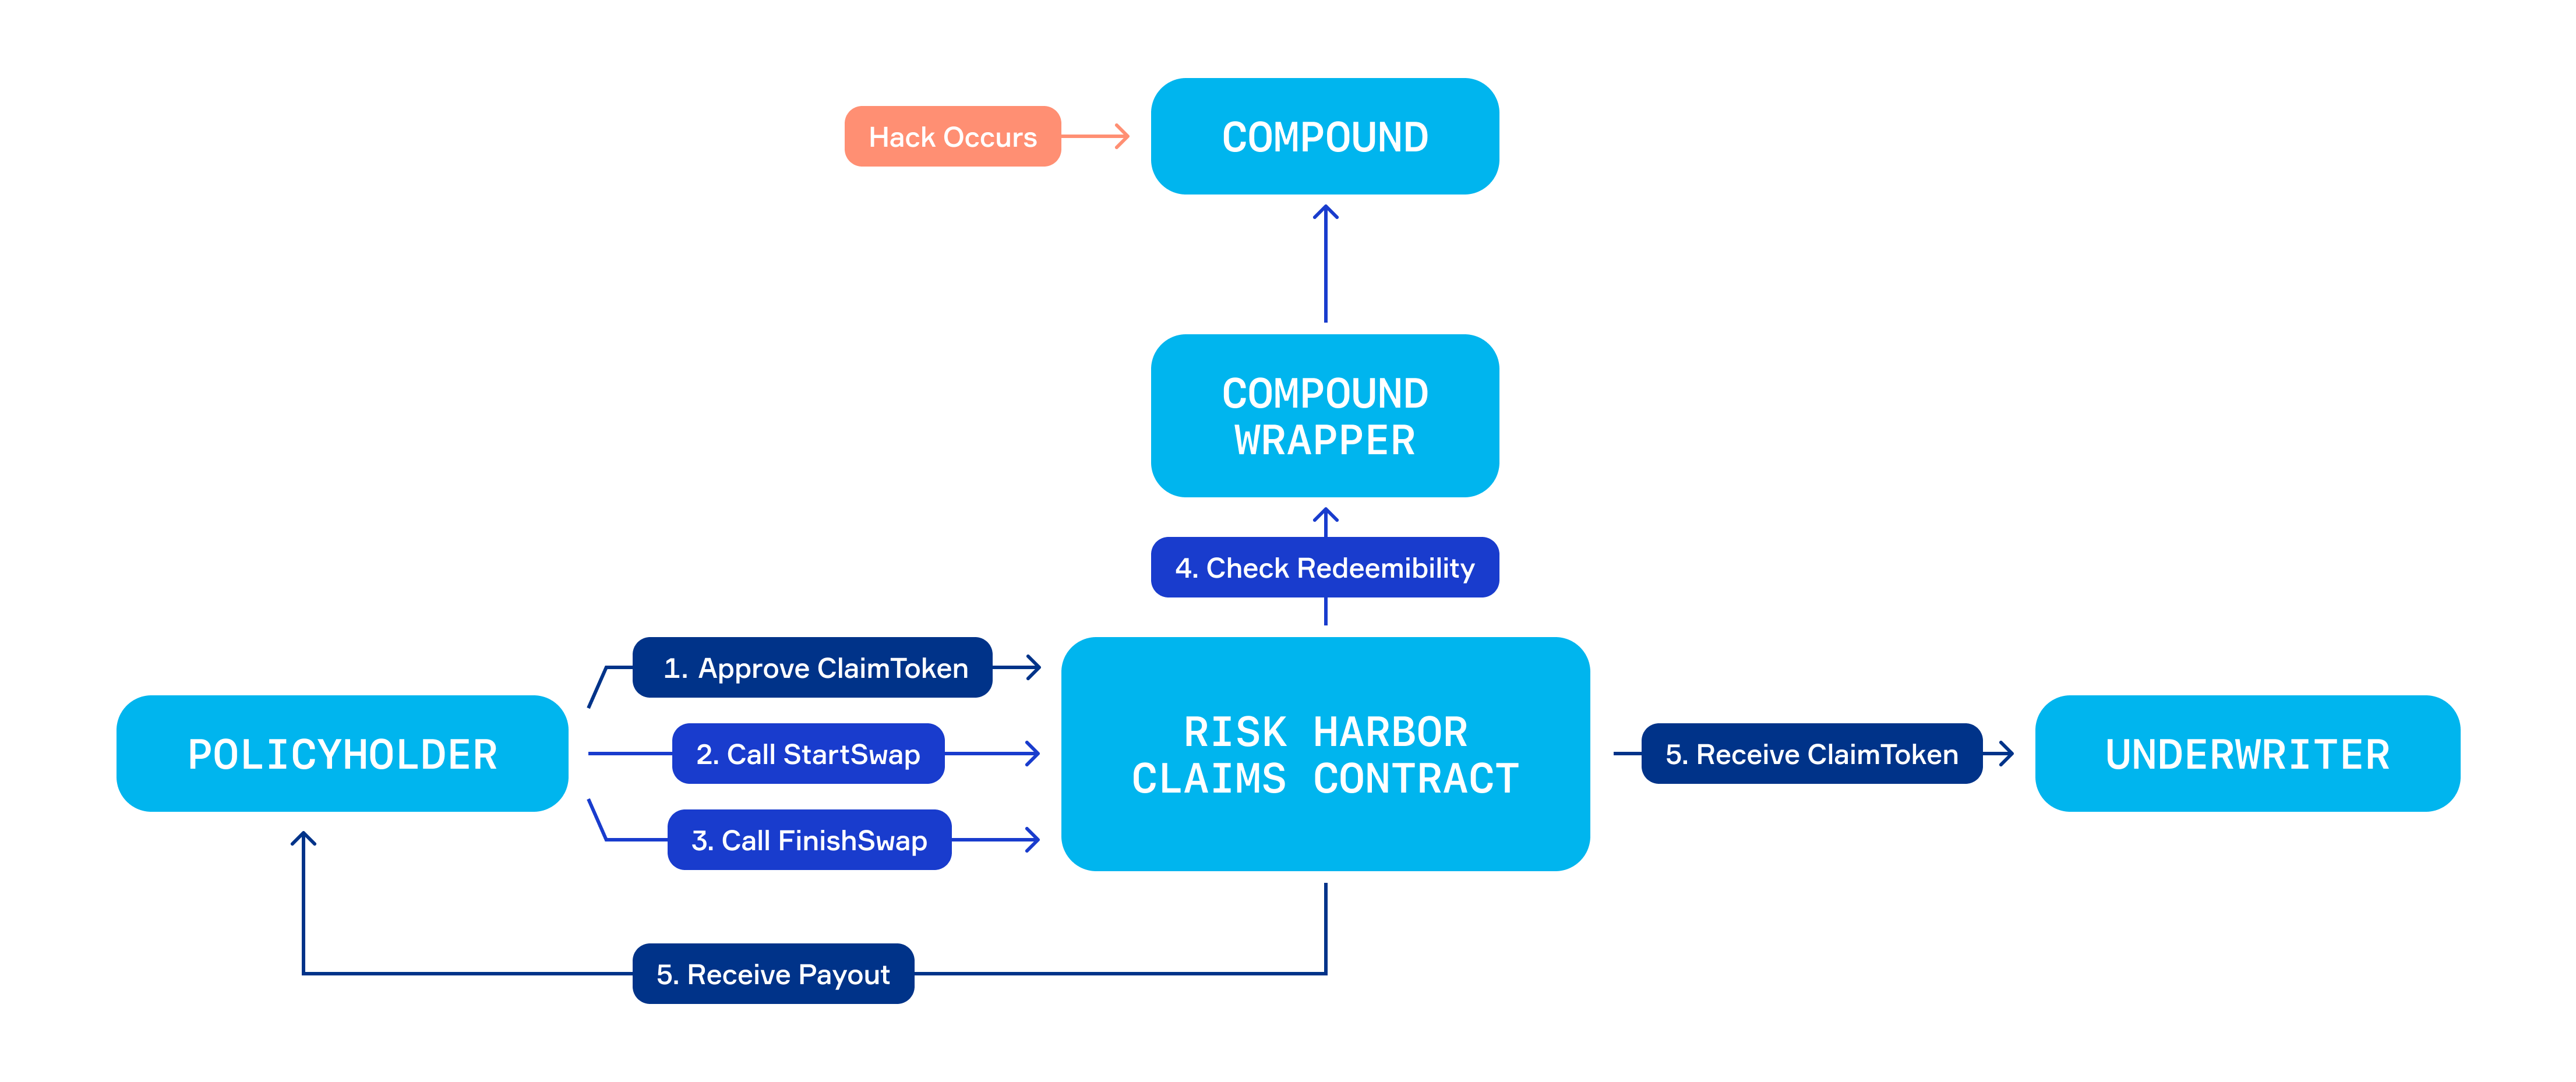 Hack Occurs
COMPOUND
COMPOUND
WRAPPER
4. Check Redeemibility
1. Approve ClaimToken
2. Call StartSwap
3. Call FinishSwap
POLICYHOLDER
RISK HARBOR
CLAIMS CONTRACT
5. Receive ClaimToken
UNDERWRITER
5. Receive Payout